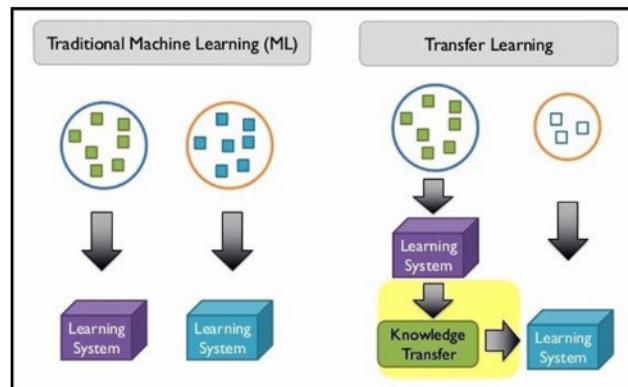 Traditional Machine Learning (ML)
Transfer Learning
Learning
System
Learning
System
Learning
System
Knowledge
Transfer
Learning
System